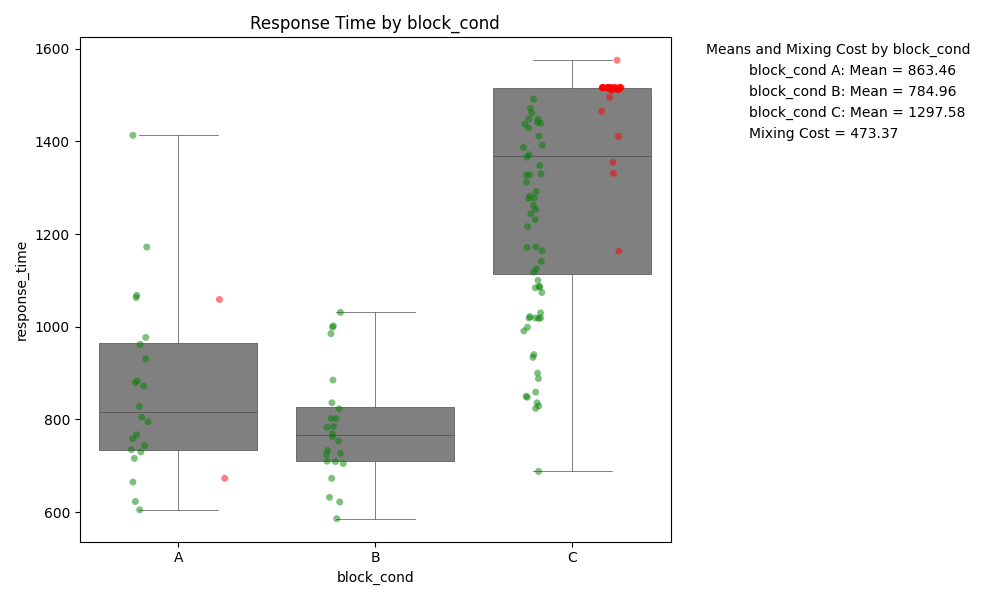 Response Time by block_cond
1600
1400
1200
1000
800
600
response_time
A
B
C
block_cond
Means and Mixing Cost by block_cond
block_cond A: Mean = 863.46
block_cond B: Mean = 784.96
block_cond C: Mean = 1297.58
Mixing Cost = 473.37